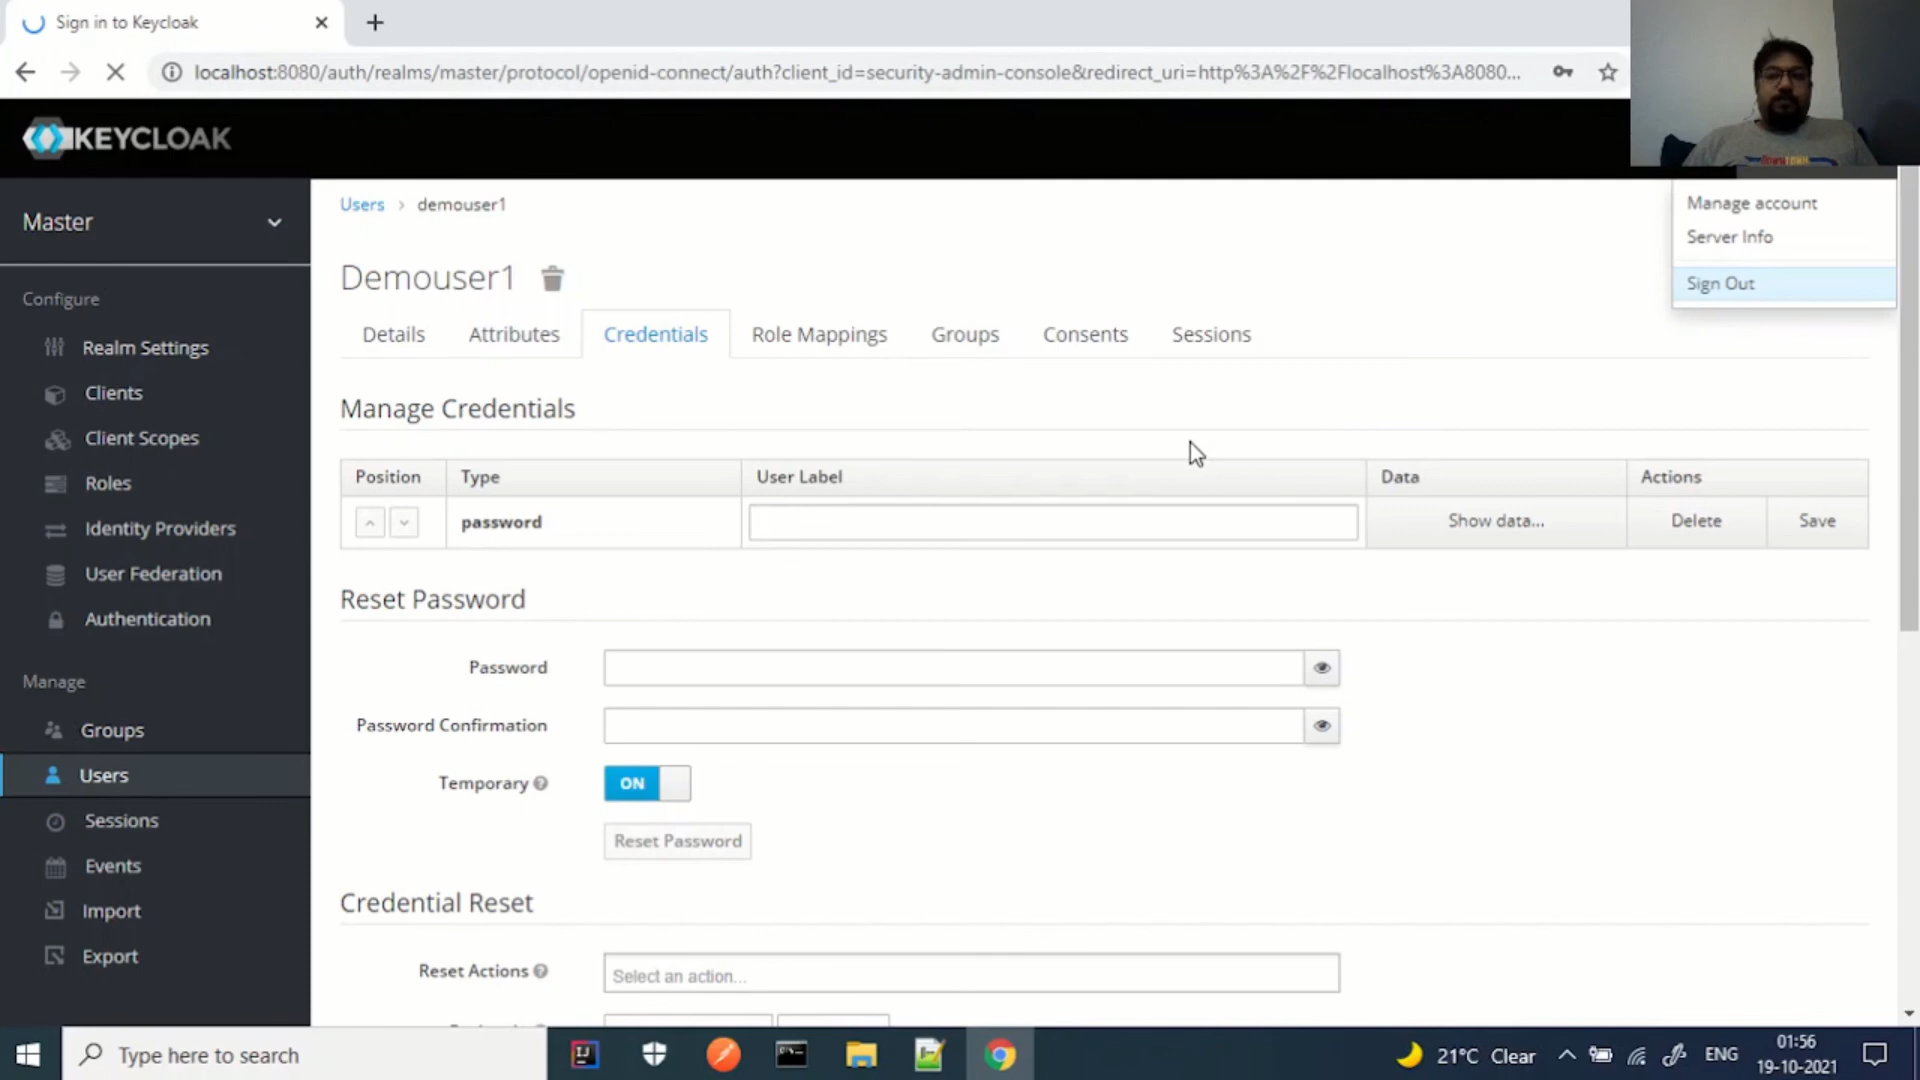 Sign in to Keycloak
localhost:8080/auth/realms/master/protocol/openid-connect/auth?client_id=security-admin-console&redirect_uri=http%3A%2F%2Flocalhost%3A8080...
KEYCLOAK
DOWNTOWN
Master
Users > demouser1
Manage account
Server Info
Sign Out
Demouser1
Configure
Details
Attributes
Credentials
Role Mappings
Groups
Consents
Sessions
Realm Settings
Clients
Client Scopes
Roles
Identity Providers
User Federation
Authentication
Manage
Groups
Users
Sessions
Events
Import
Export
Manage Credentials
Position
Type
User Label
Data
Actions
password
Show data...
Delete
Save
Reset Password
Password
Password Confirmation
Temporary
ON
Reset Password
Credential Reset
Reset Actions
Select an action...
Type here to search
21°C Clear
ENG
01:56
19-10-2021